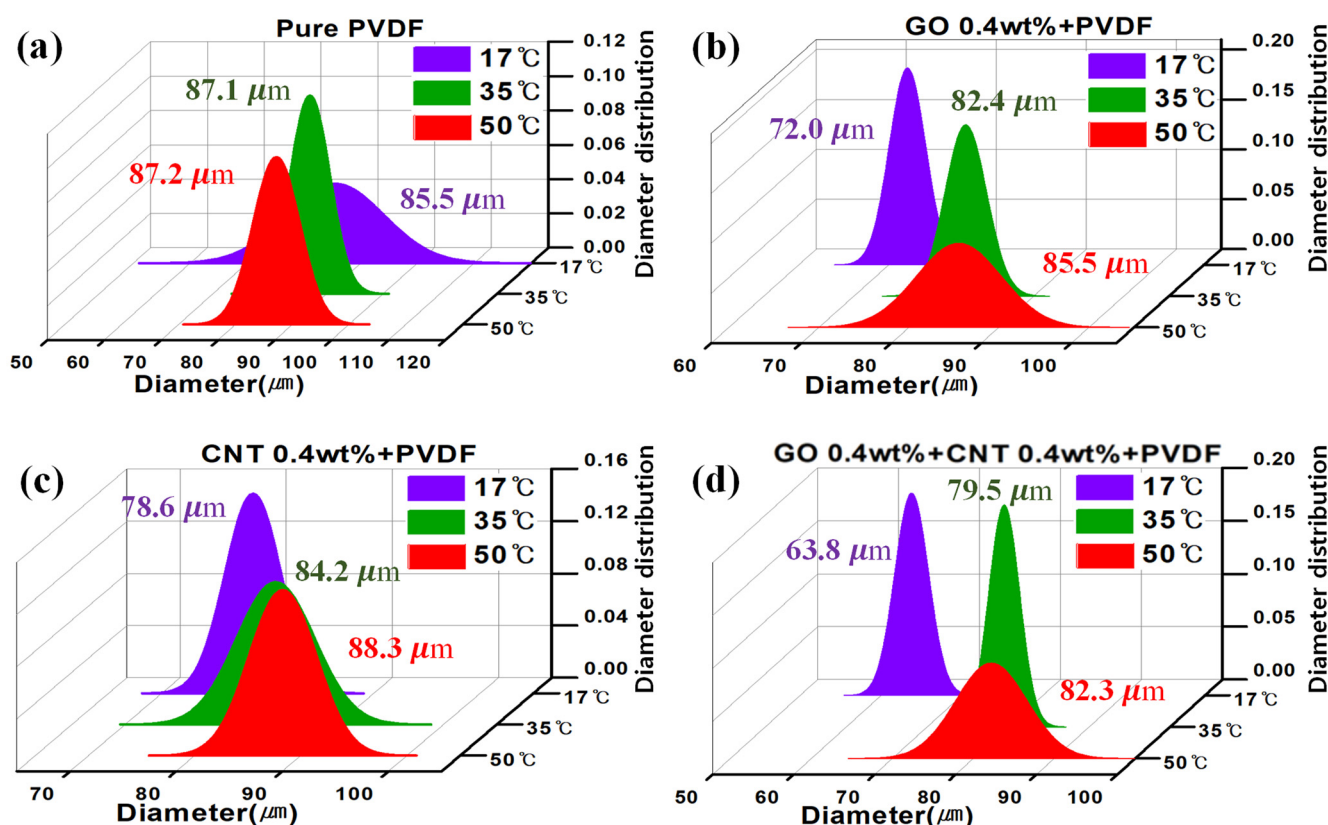 (a)
Pure PVDF
17℃
35℃
50℃
87.1 μm
87.2 μm
85.5 μm
0.12
0.10
0.08
0.06
0.04
0.02
0.00
Diameter distribution
17℃
35℃
50℃
50 60 70 80 90 100 110 120
Diameter(㎛)
(b)
GO 0.4wt%+PVDF
17℃
35℃
50℃
72.0 μm
82.4 μm
85.5 μm
0.20
0.15
0.10
0.05
0.00
Diameter distribution
17℃
35℃
50℃
60 70 80 90 100
Diameter(㎛)
(c)
CNT 0.4wt%+PVDF
17℃
35℃
50℃
78.6 μm
84.2 μm
88.3 μm
0.16
0.12
0.08
0.04
0.00
Diameter distribution
17℃
35℃
50℃
70 80 90 100
Diameter(㎛)
(d)
GO 0.4wt%+CNT 0.4wt%+PVDF
17℃
35℃
50℃
79.5 μm
63.8 μm
82.3 μm
0.20
0.15
0.10
0.05
0.00
Diameter distribution
17℃
35℃
50℃
50 60 70 80 90 100
Diameter(㎛)